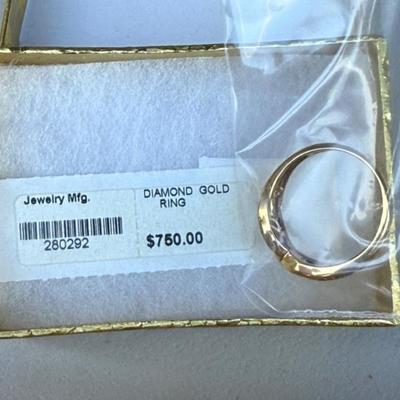 Jewelry Mfg.
280292
DIAMOND GOLD
RING
$750.00